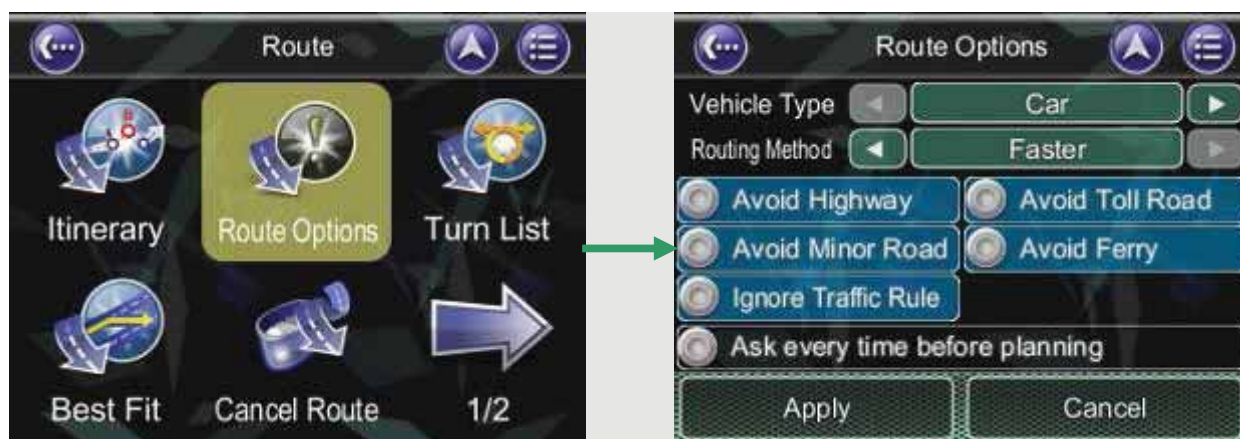 Route
Itinerary
Route Options
Turn List
Best Fit
Cancel Route
1/2
Route Options
Vehicle Type
Car
Routing Method
Faster
Avoid Highway
Avoid Toll Road
Avoid Minor Road
Avoid Ferry
Ignore Traffic Rule
Ask every time before planning
Apply
Cancel